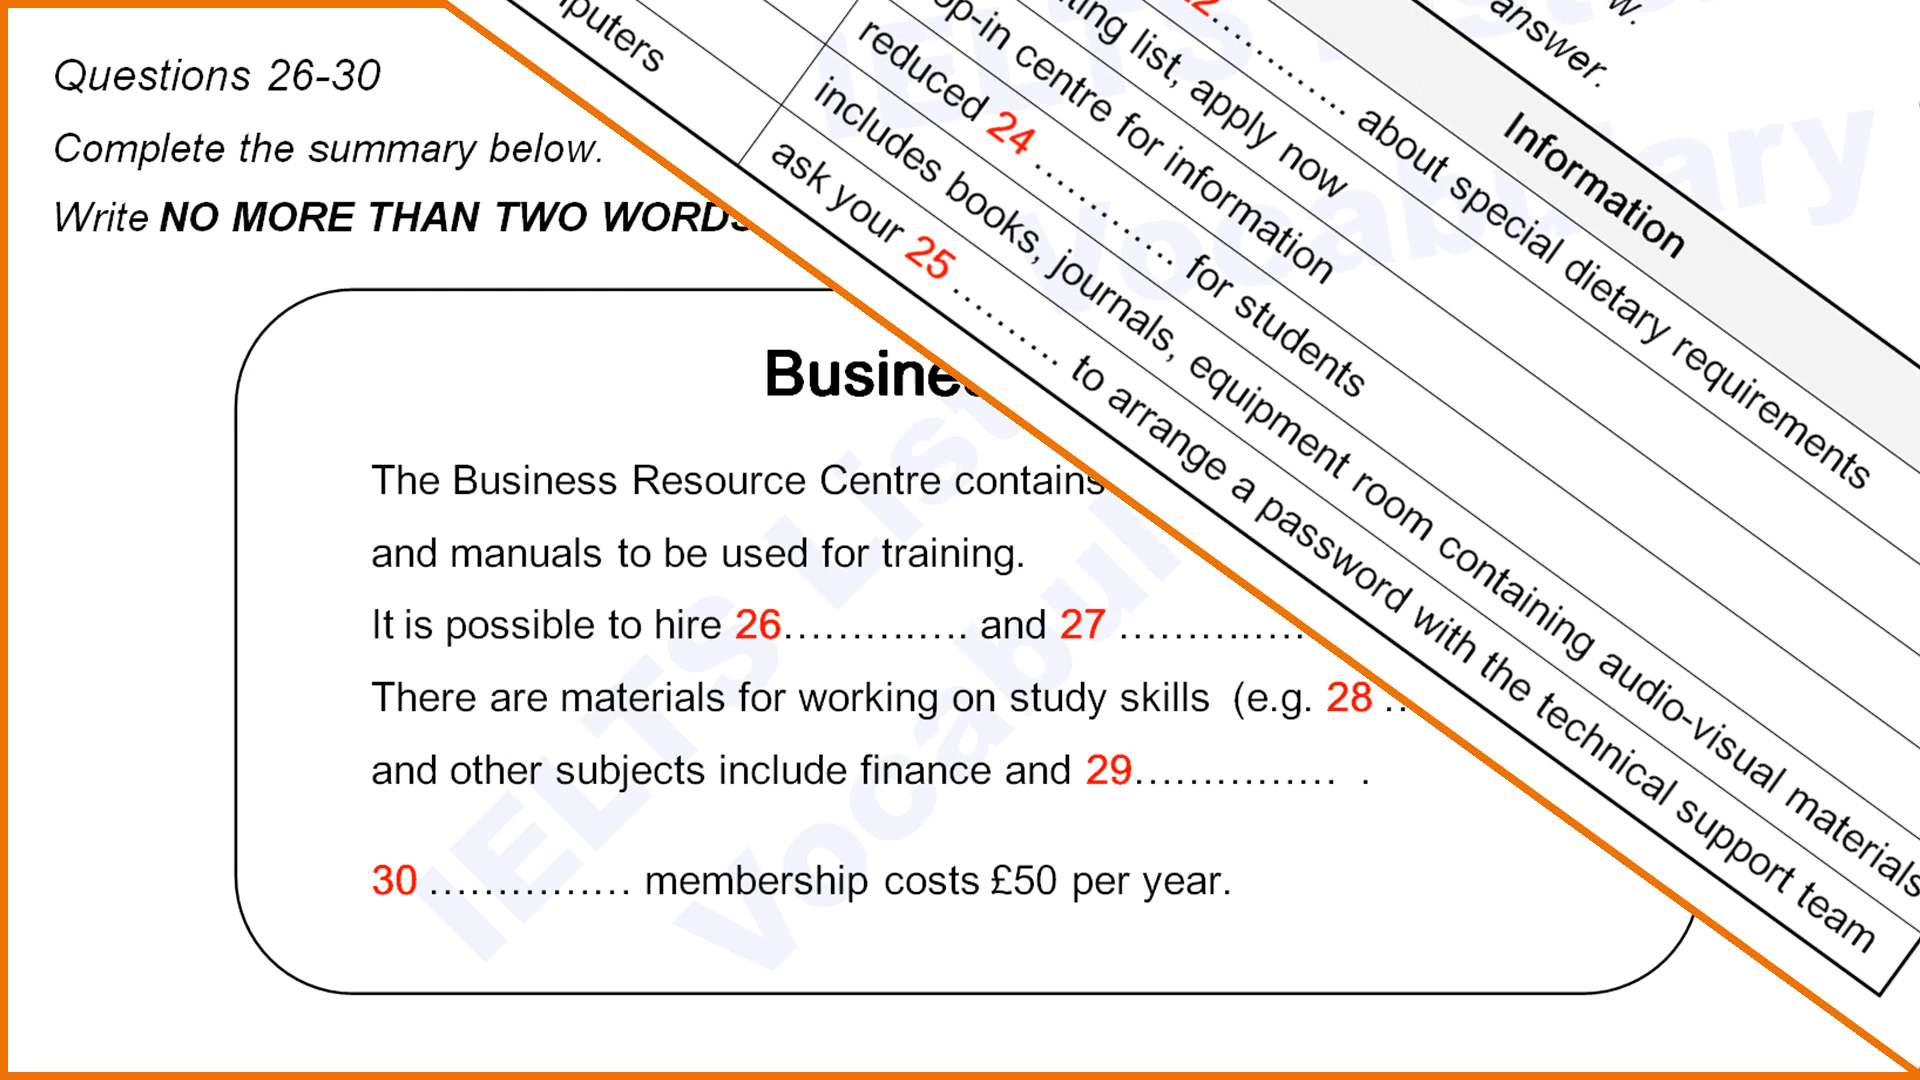 Questions 26-30
Complete the summary below.
Write NO MORE THAN TWO WORDS
The Business Resource Centre contains
and manuals to be used for training.
It is possible to hire 26.............. and 27 ..............
There are materials for working on study skills (e.g. 28 ..
and other subjects include finance and 29............... .
30 ............... membership costs £50 per year.
answer.
Information
.............. about special dietary requirements
list, apply now
centre for information
reduced 24 .............. for students
includes books, journals, equipment room containing audio-visual materials
ask your 25 .......... to arrange a password with the technical support team
IELTS List
Vocabul
Vocabulary